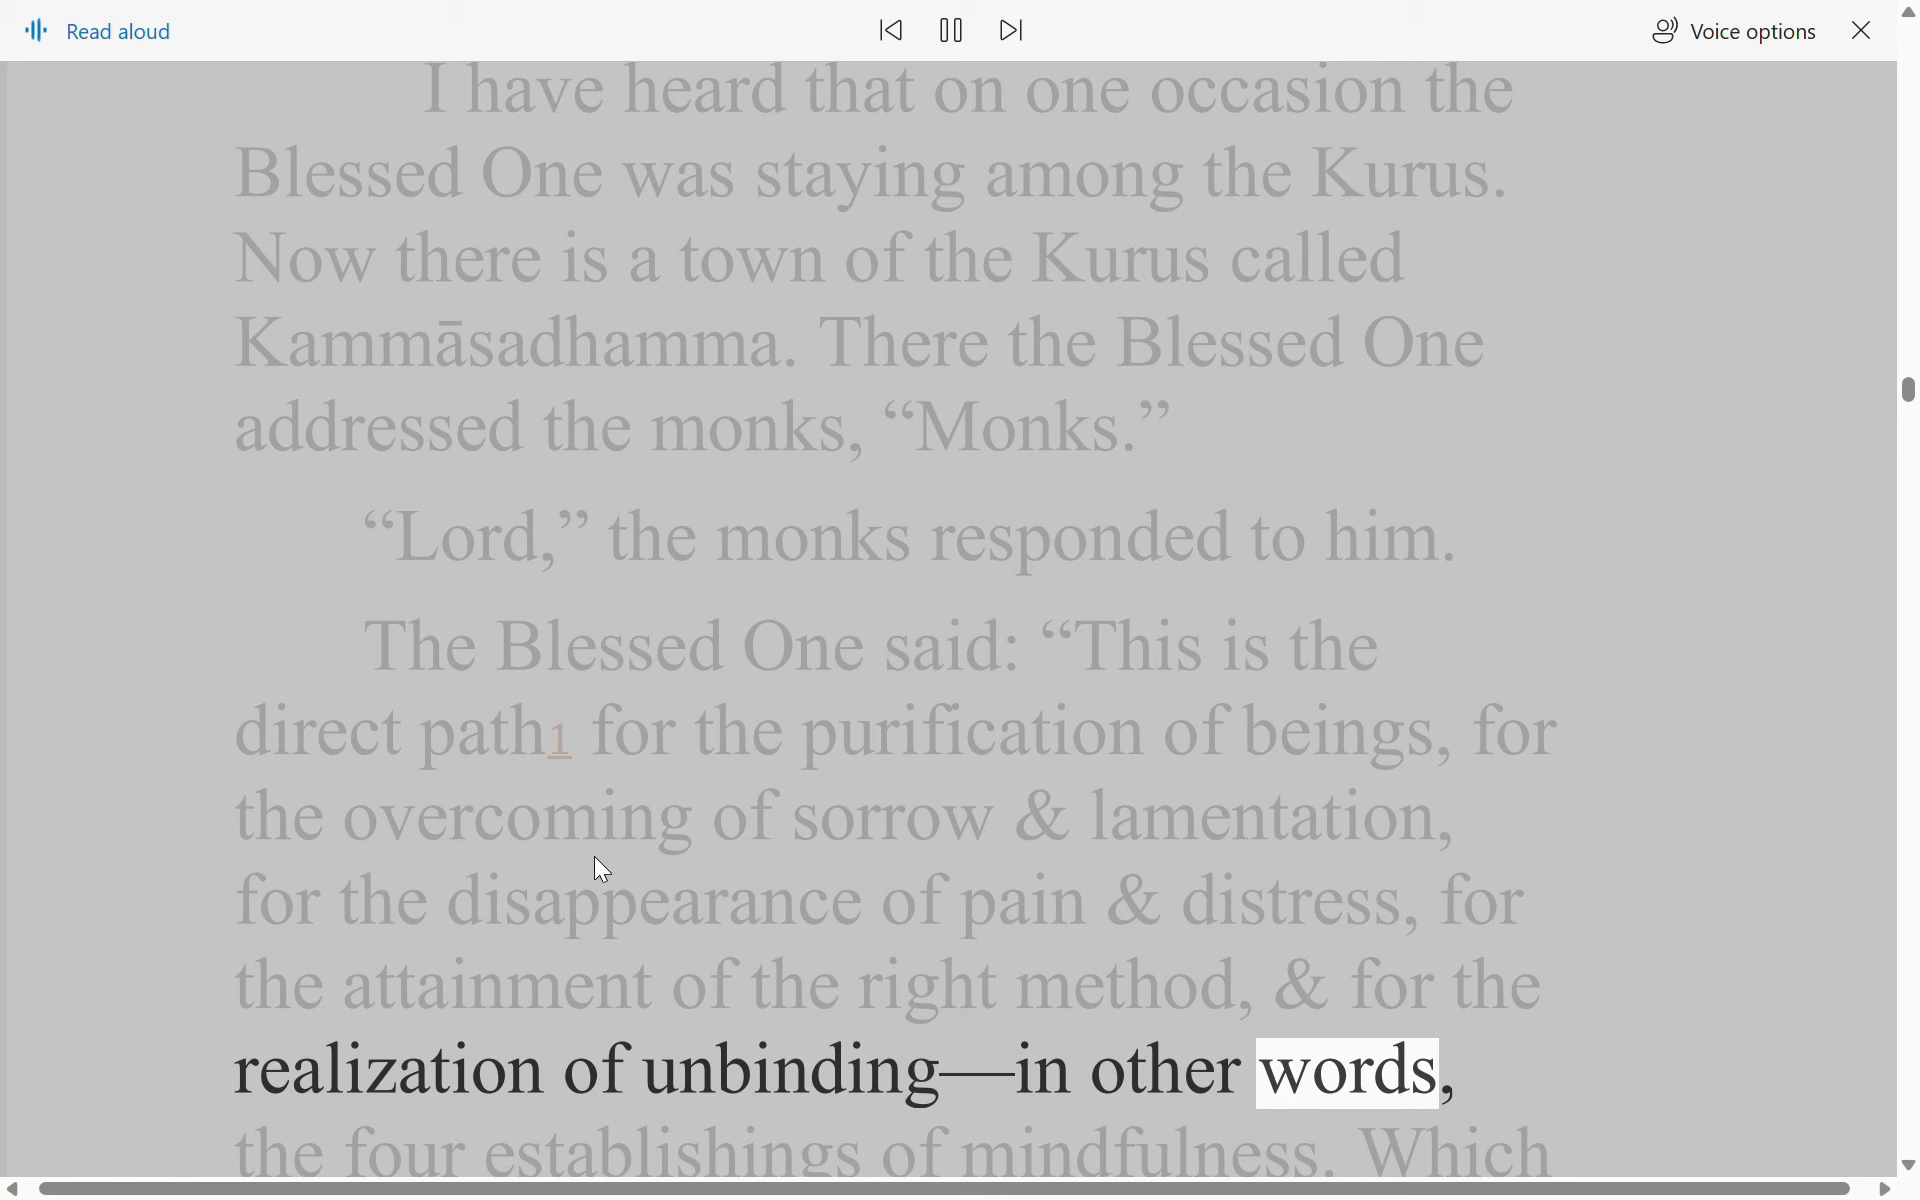 Read aloud
Voice options
I have heard that on one occasion the
Blessed One was staying among the Kurus.
Now there is a town of the Kurus called
Kammāsadhamma. There the Blessed One
addressed the monks, “Monks.”
“Lord,” the monks responded to him.
The Blessed One said: “This is the
direct path1 for the purification of beings, for
the overcoming of sorrow & lamentation,
for the disappearance of pain & distress, for
the attainment of the right method, & for the
realization of unbinding—in other words,
the four establishings of mindfulness. Which